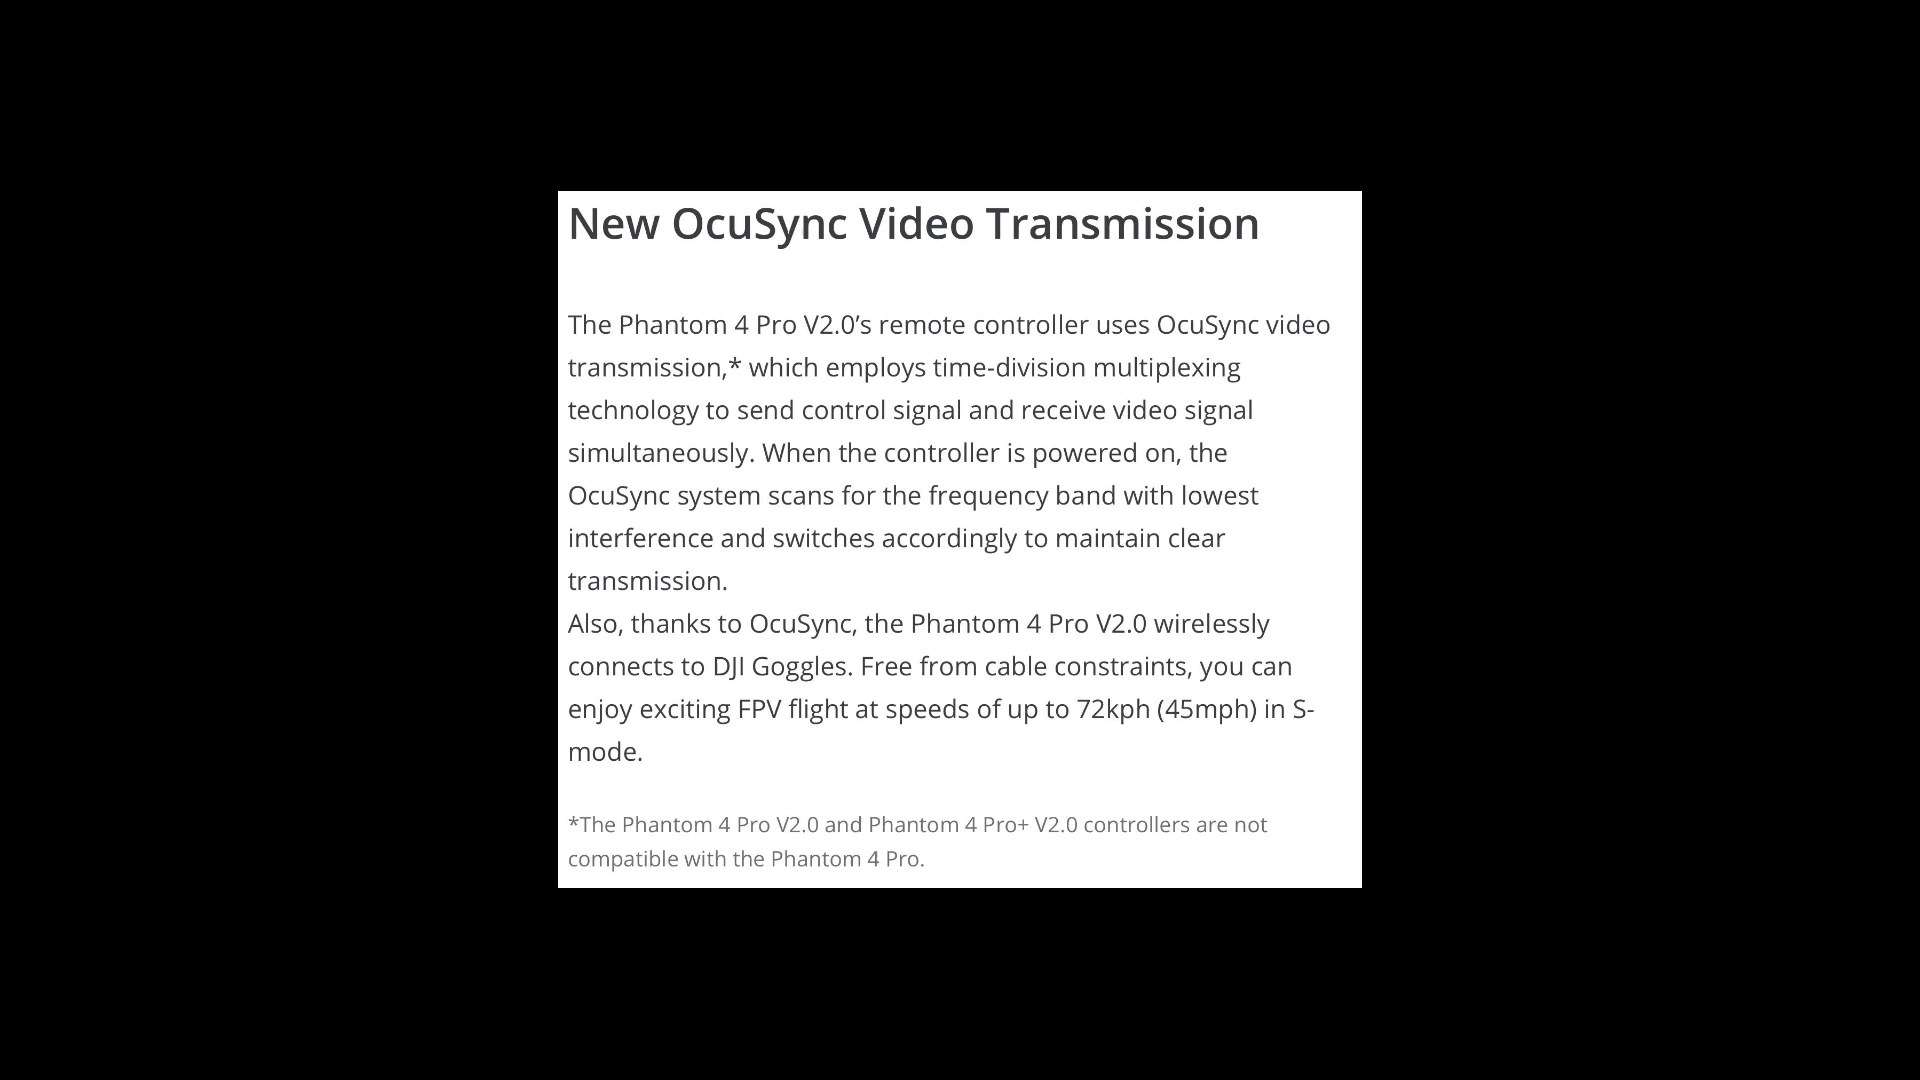 New OcuSync Video Transmission
The Phantom 4 Pro V2.0’s remote controller uses OcuSync video
transmission,* which employs time-division multiplexing
technology to send control signal and receive video signal
simultaneously. When the controller is powered on, the
OcuSync system scans for the frequency band with lowest
interference and switches accordingly to maintain clear
transmission.
Also, thanks to OcuSync, the Phantom 4 Pro V2.0 wirelessly
connects to DJI Goggles. Free from cable constraints, you can
enjoy exciting FPV flight at speeds of up to 72kph (45mph) in S-
mode.
*The Phantom 4 Pro V2.0 and Phantom 4 Pro+ V2.0 controllers are not
compatible with the Phantom 4 Pro.